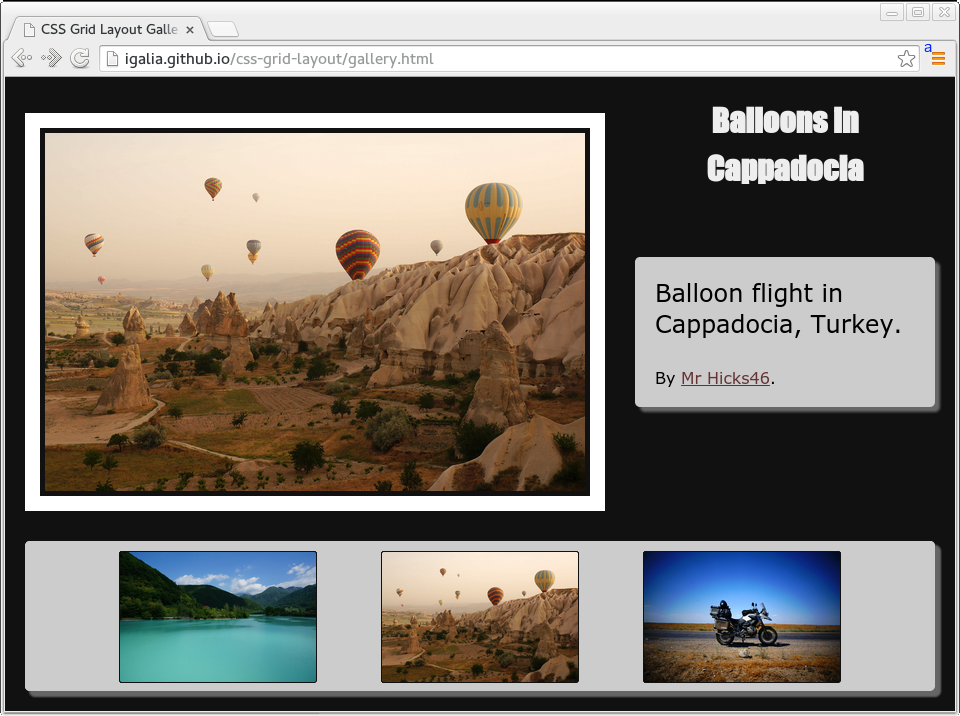 CSS Grid Layout Galle
igalia.github.io/css-grid-layout/gallery.html
a
Balloons in
Cappadocia
Balloon flight in
Cappadocia, Turkey.
By Mr Hicks46.